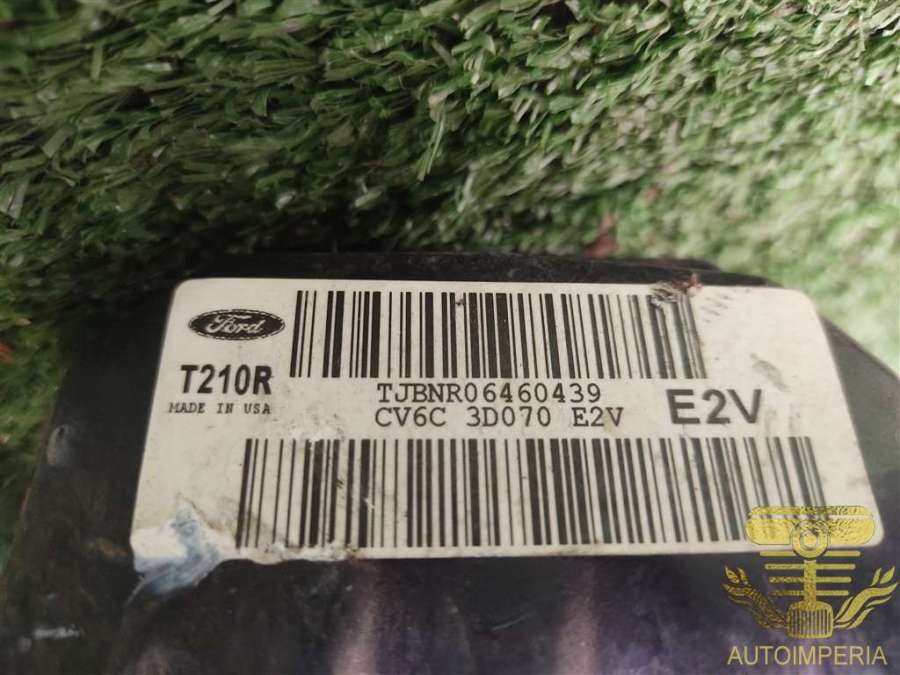 Ford
T210R
MADE IN USA
TJBNR06460439
CV6C 3D070 E2V
E2V
AUTOIMPERIA